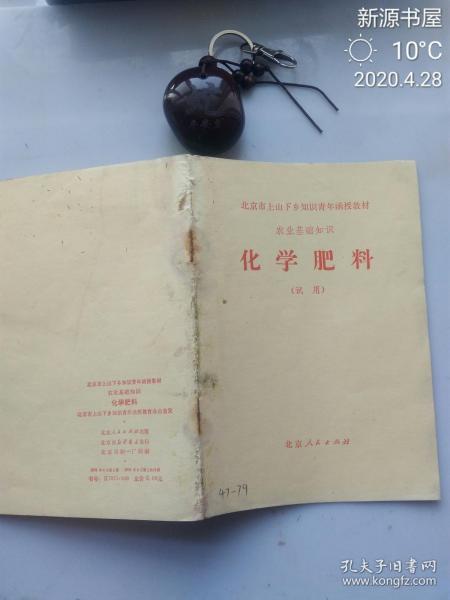 新源书屋
10°C
2020.4.28
北京市上山下乡知识青年函授教材
农业基础知识
化学肥料
(试用)
北京人民出版社
47-79
北京市上山下乡知识青年函授教材
农业基础知识
化学肥料
北京人民出版社出版
孔夫子旧书网
www.kongfz.com